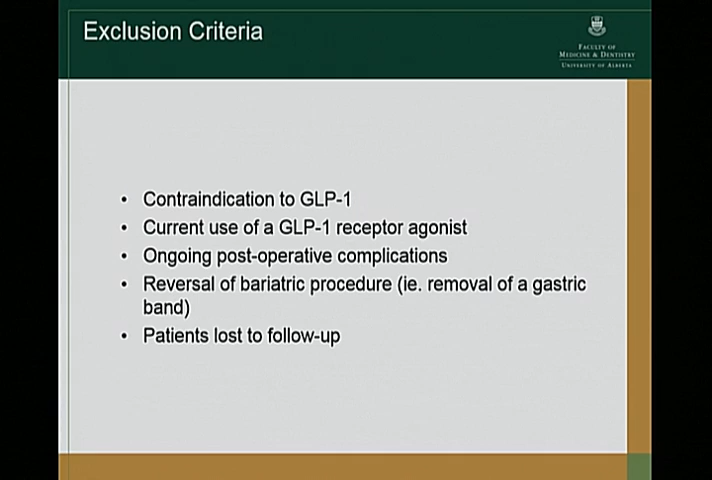 Exclusion Criteria
FACULTY OF
MEDICINE & DENTISTRY
UNIVERSITY OF ALBERTA
• Contraindication to GLP-1
• Current use of a GLP-1 receptor agonist
• Ongoing post-operative complications
• Reversal of bariatric procedure (ie. removal of a gastric
band)
• Patients lost to follow-up